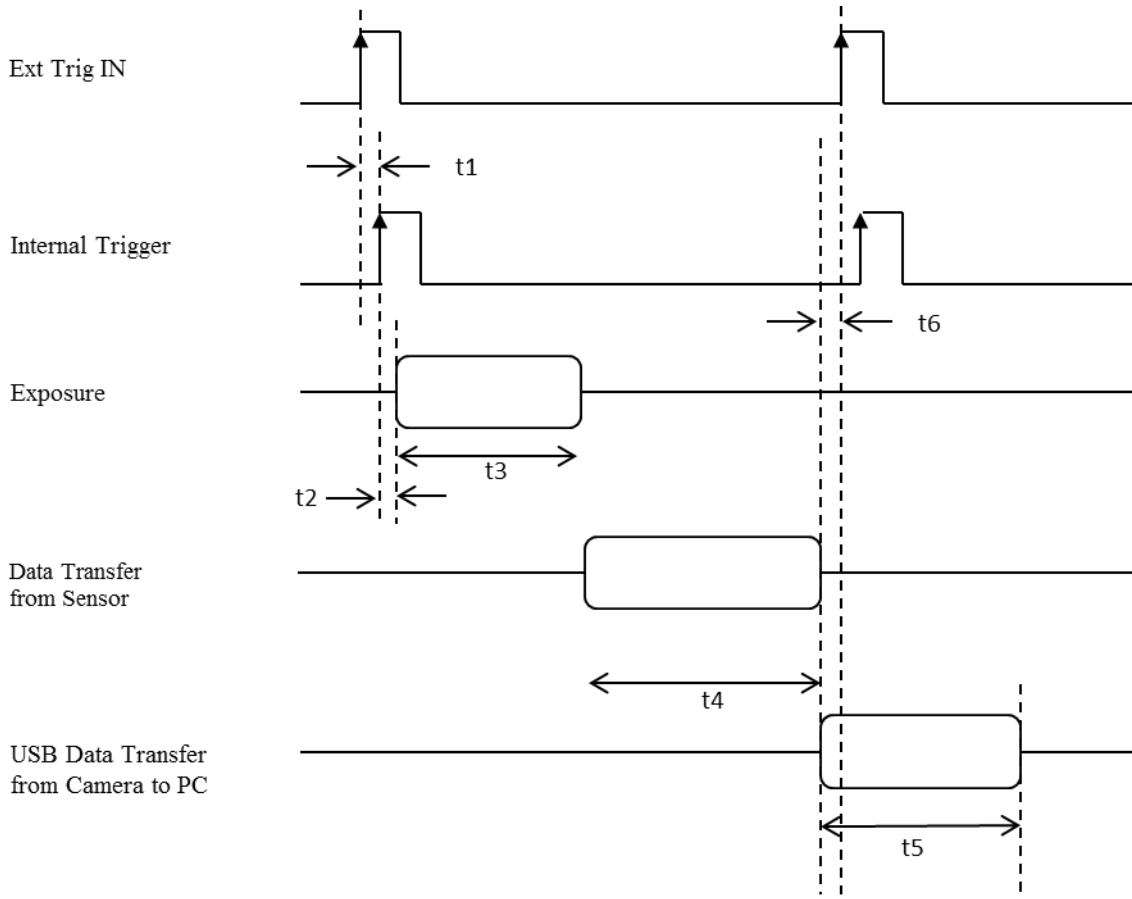 Ext Trig IN
t1
Internal Trigger
t6
Exposure
t3
t2
Data Transfer
from Sensor
t4
USB Data Transfer
from Camera to PC
t5